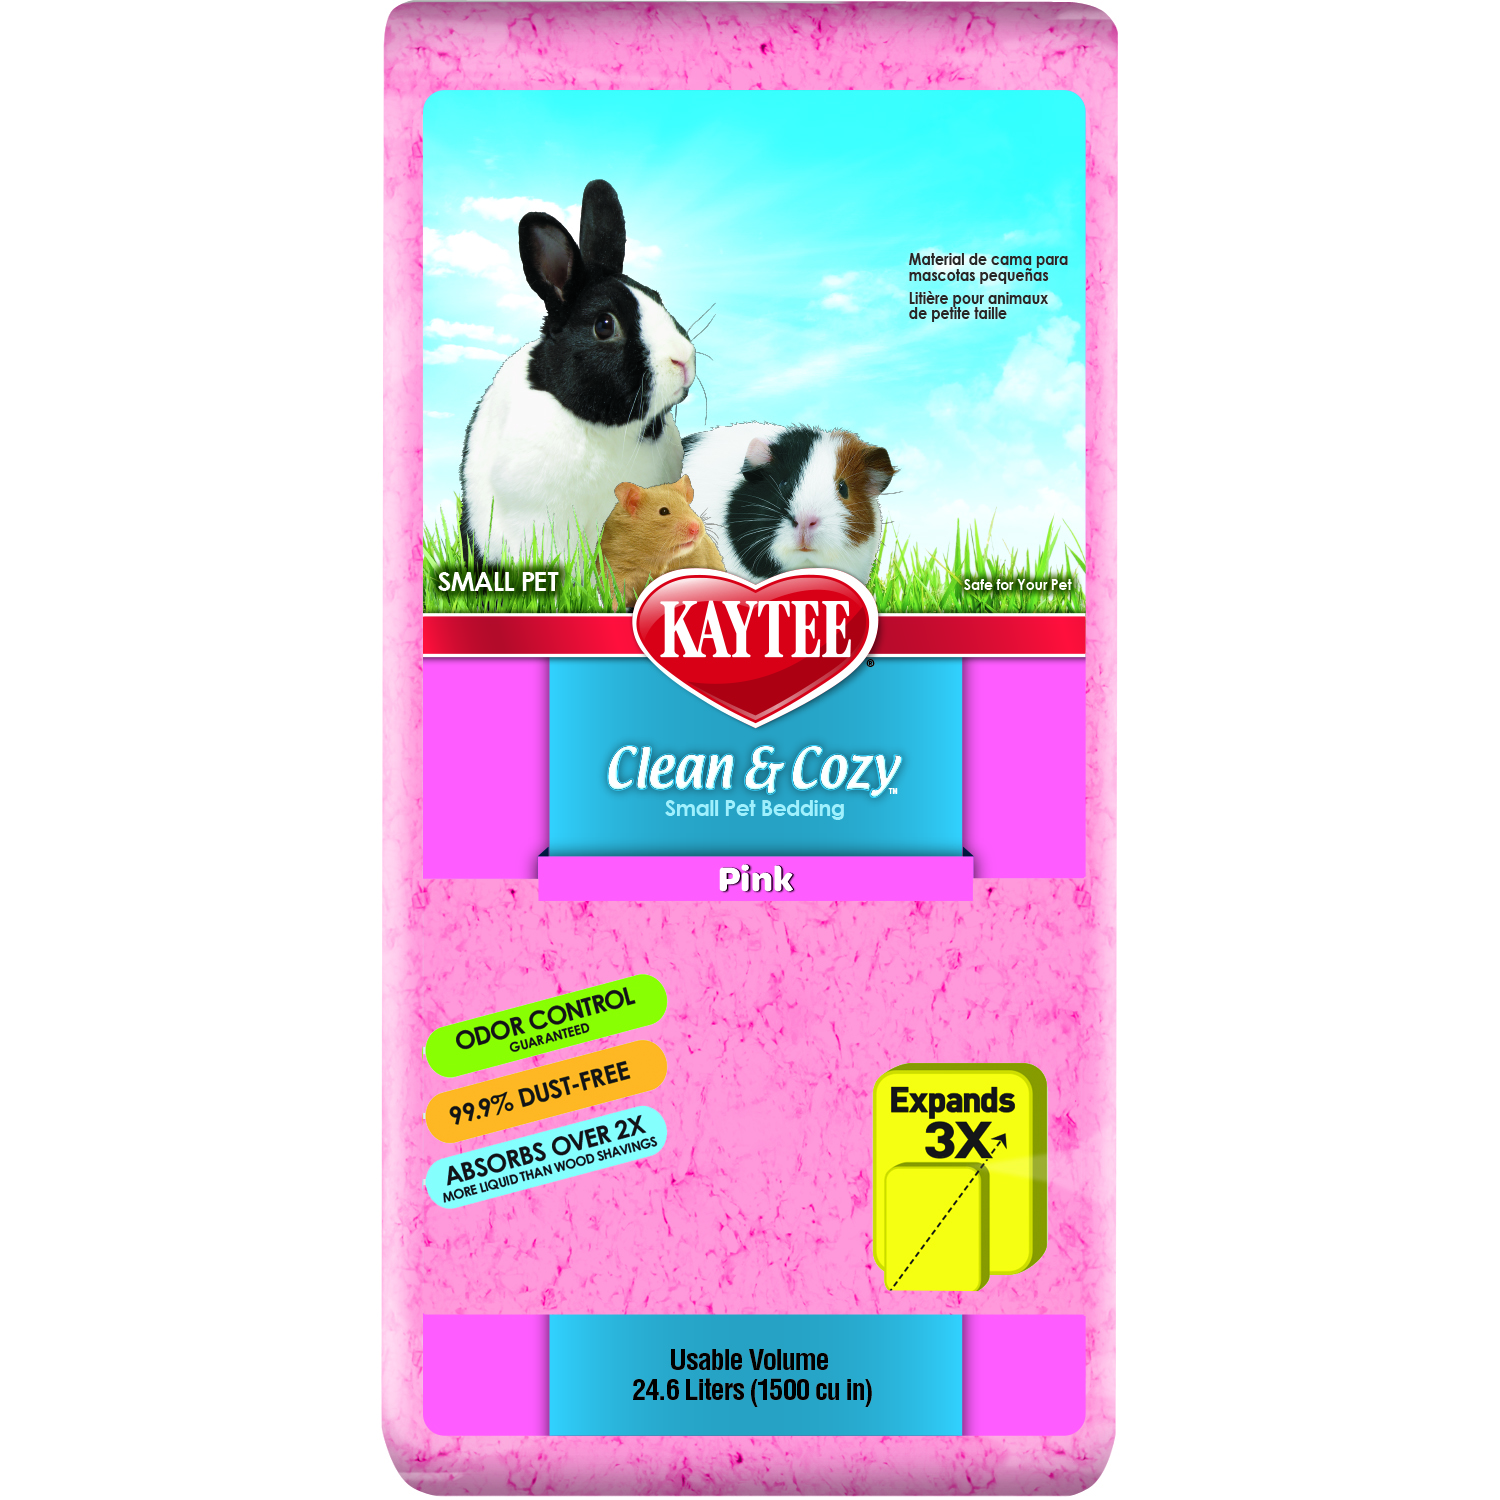 Material de cama para
mascotas pequeñas
Litière pour animaux
de petite taille
SMALL PET
Safe for Your Pet
KAYTEE®
Clean & Cozy™
Small Pet Bedding
Pink
ODOR CONTROL
GUARANTEED
99.9% DUST-FREE
ABSORBS OVER 2X
MORE LIQUID THAN WOOD SHAVINGS
Expands
3X
Usable Volume
24.6 Liters (1500 cu in)